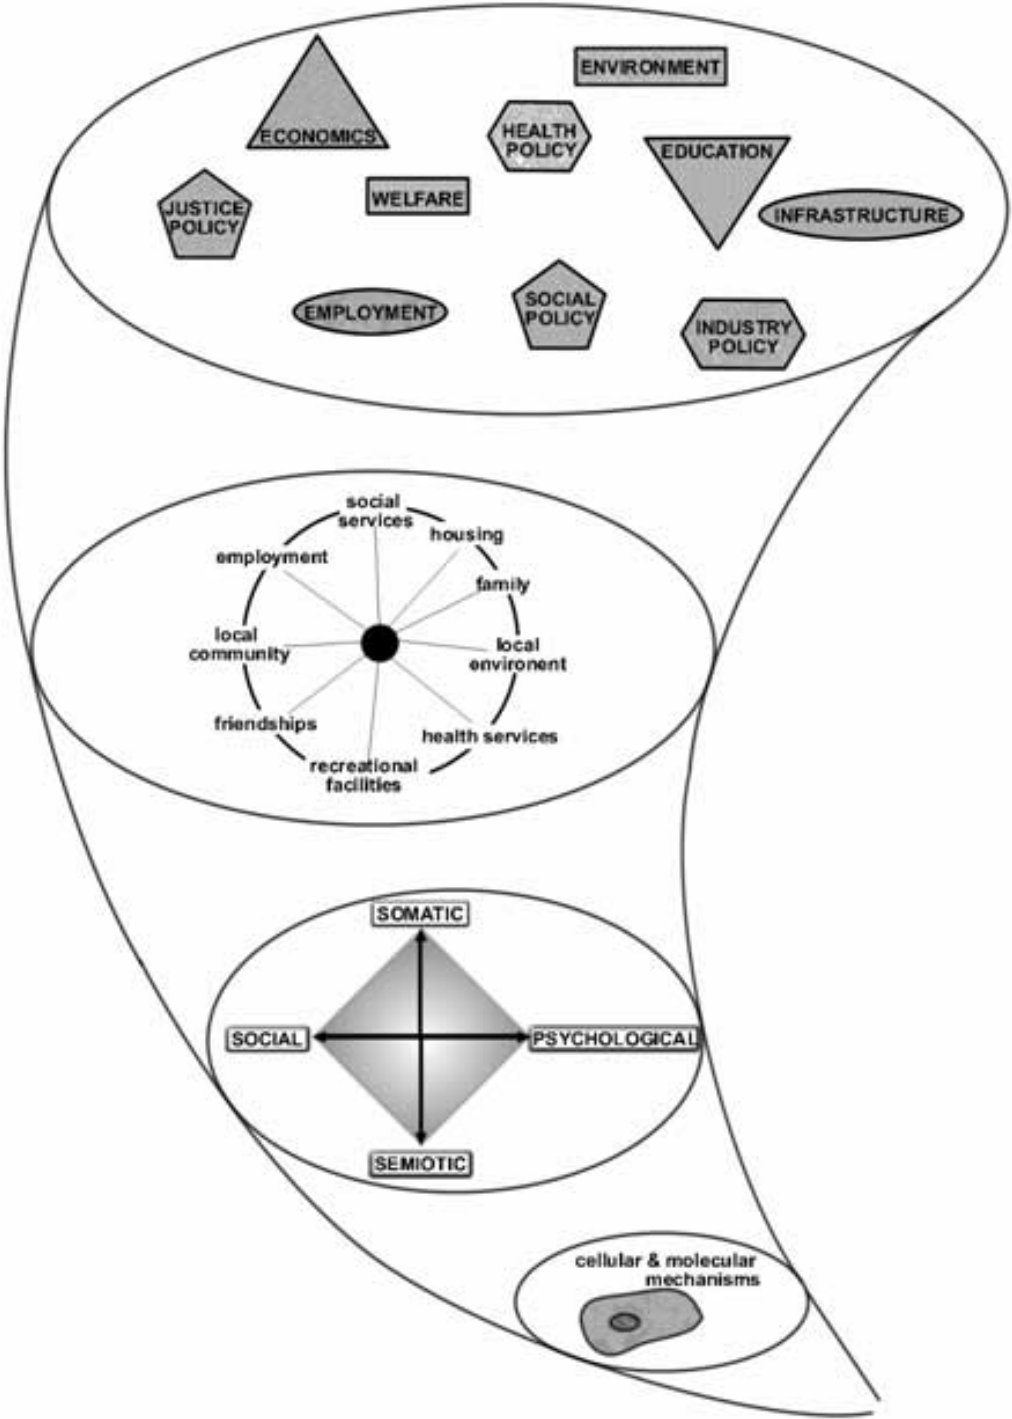 ENVIRONMENT
ECONOMICS
HEALTH
POLICY
EDUCATION
WELFARE
JUSTICE
POLICY
INFRASTRUCTURE
EMPLOYMENT
SOCIAL
POLICY
INDUSTRY
POLICY
social
services
housing
employment
family
local
community
local
environent
friendships
health services
recreational
facilities
SOMATIC
SOCIAL
PSYCHOLOGICAL
SEMIOTIC
cellular & molecular
mechanisms